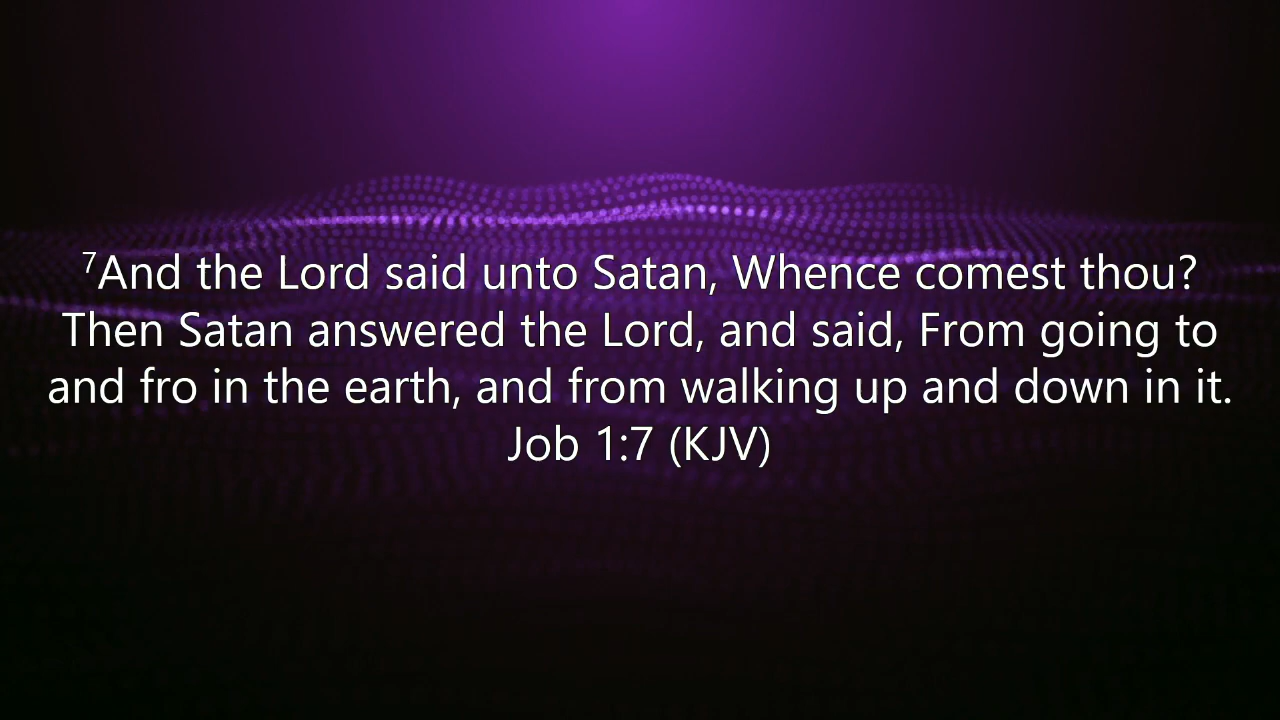 ⁷And the Lord said unto Satan, Whence comest thou?
Then Satan answered the Lord, and said, From going to
and fro in the earth, and from walking up and down in it.
Job 1:7 (KJV)